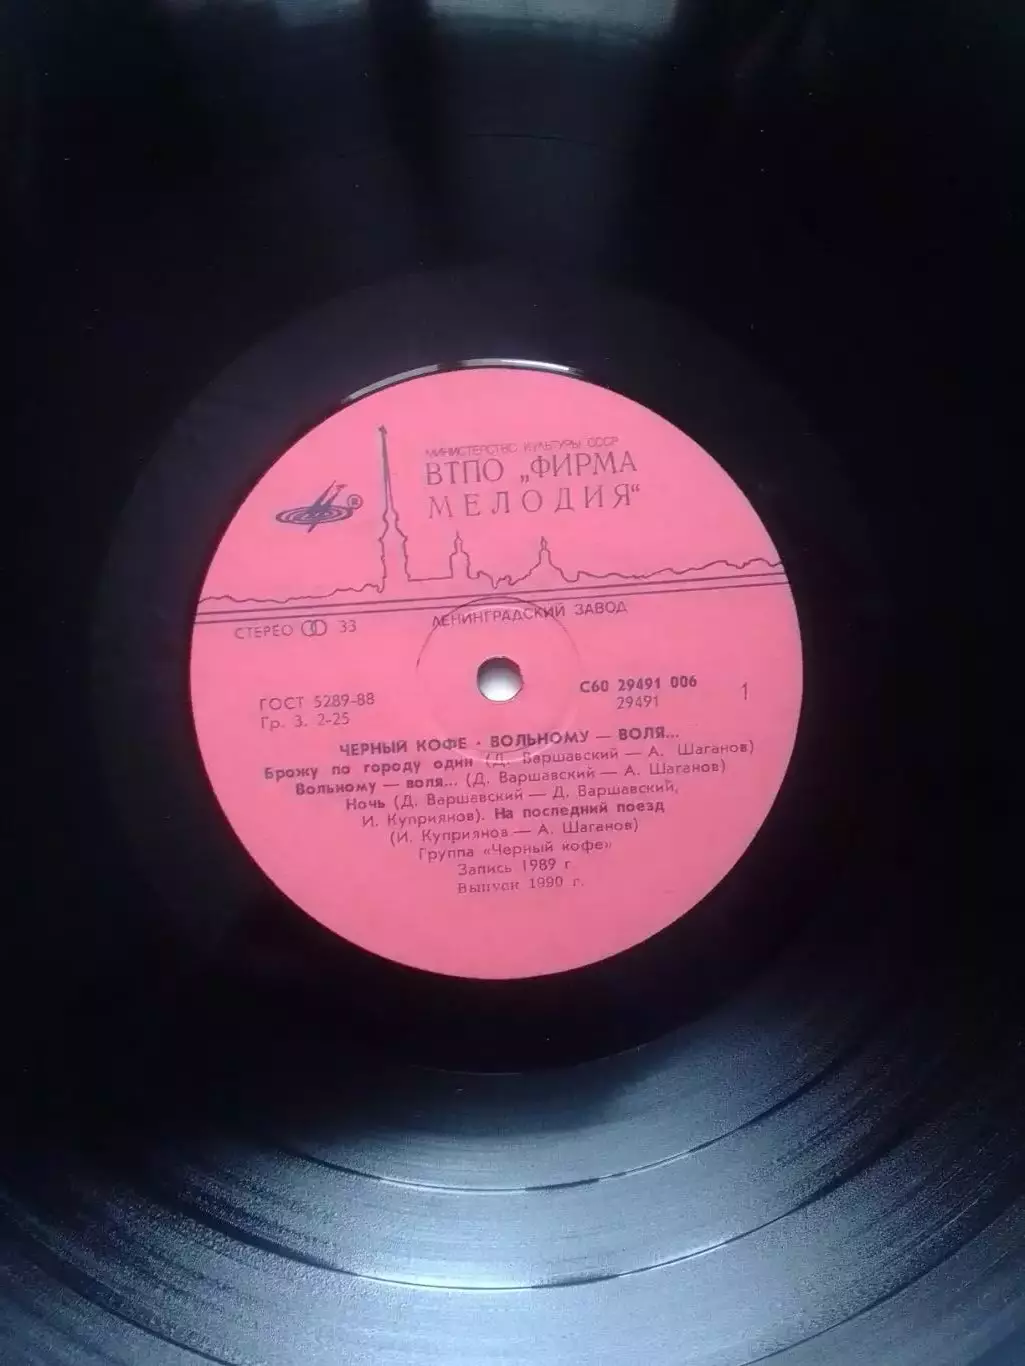 МИНИСТЕРСТВО КУЛЬТУРЫ СССР
ВТПО „ФИРМА
МЕЛОДИЯ“
R
ЛЕНИНГРАДСКИЙ ЗАВОД
СТЕРЕО 33
ГОСТ 5289-88
Гр. 3. 2-25
С60 29491 006
29491
1
ЧЕРНЫЙ КОФЕ · ВОЛЬНОМУ — ВОЛЯ...
Брожу по городу один (Д. Варшавский — А. Шаганов)
Вольному — воля... (Д. Варшавский — А. Шаганов)
Ночь (Д. Варшавский — Д. Варшавский,
И. Куприянов). На последний поезд
(И. Куприянов — А. Шаганов)
Группа «Черный кофе»
Запись 1989 г.
Выпуск 1990 г.